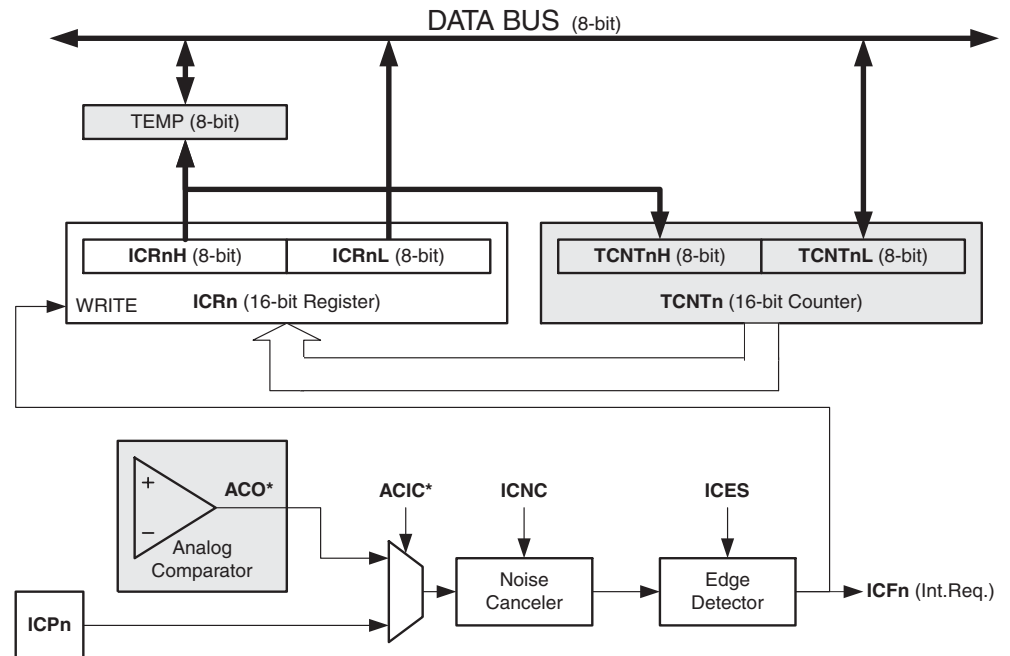 DATA BUS (8-bit)
TEMP (8-bit)
ICRnH (8-bit) ICRnL (8-bit) TCNTnH (8-bit) TCNTnL (8-bit)
WRITE ICRn (16-bit Register) TCNTn (16-bit Counter)
+
ACO* ACIC* ICNC ICES
−
Analog
Comparator
Noise
Canceler
Edge
Detector
ICFn (Int.Req.)
ICPn